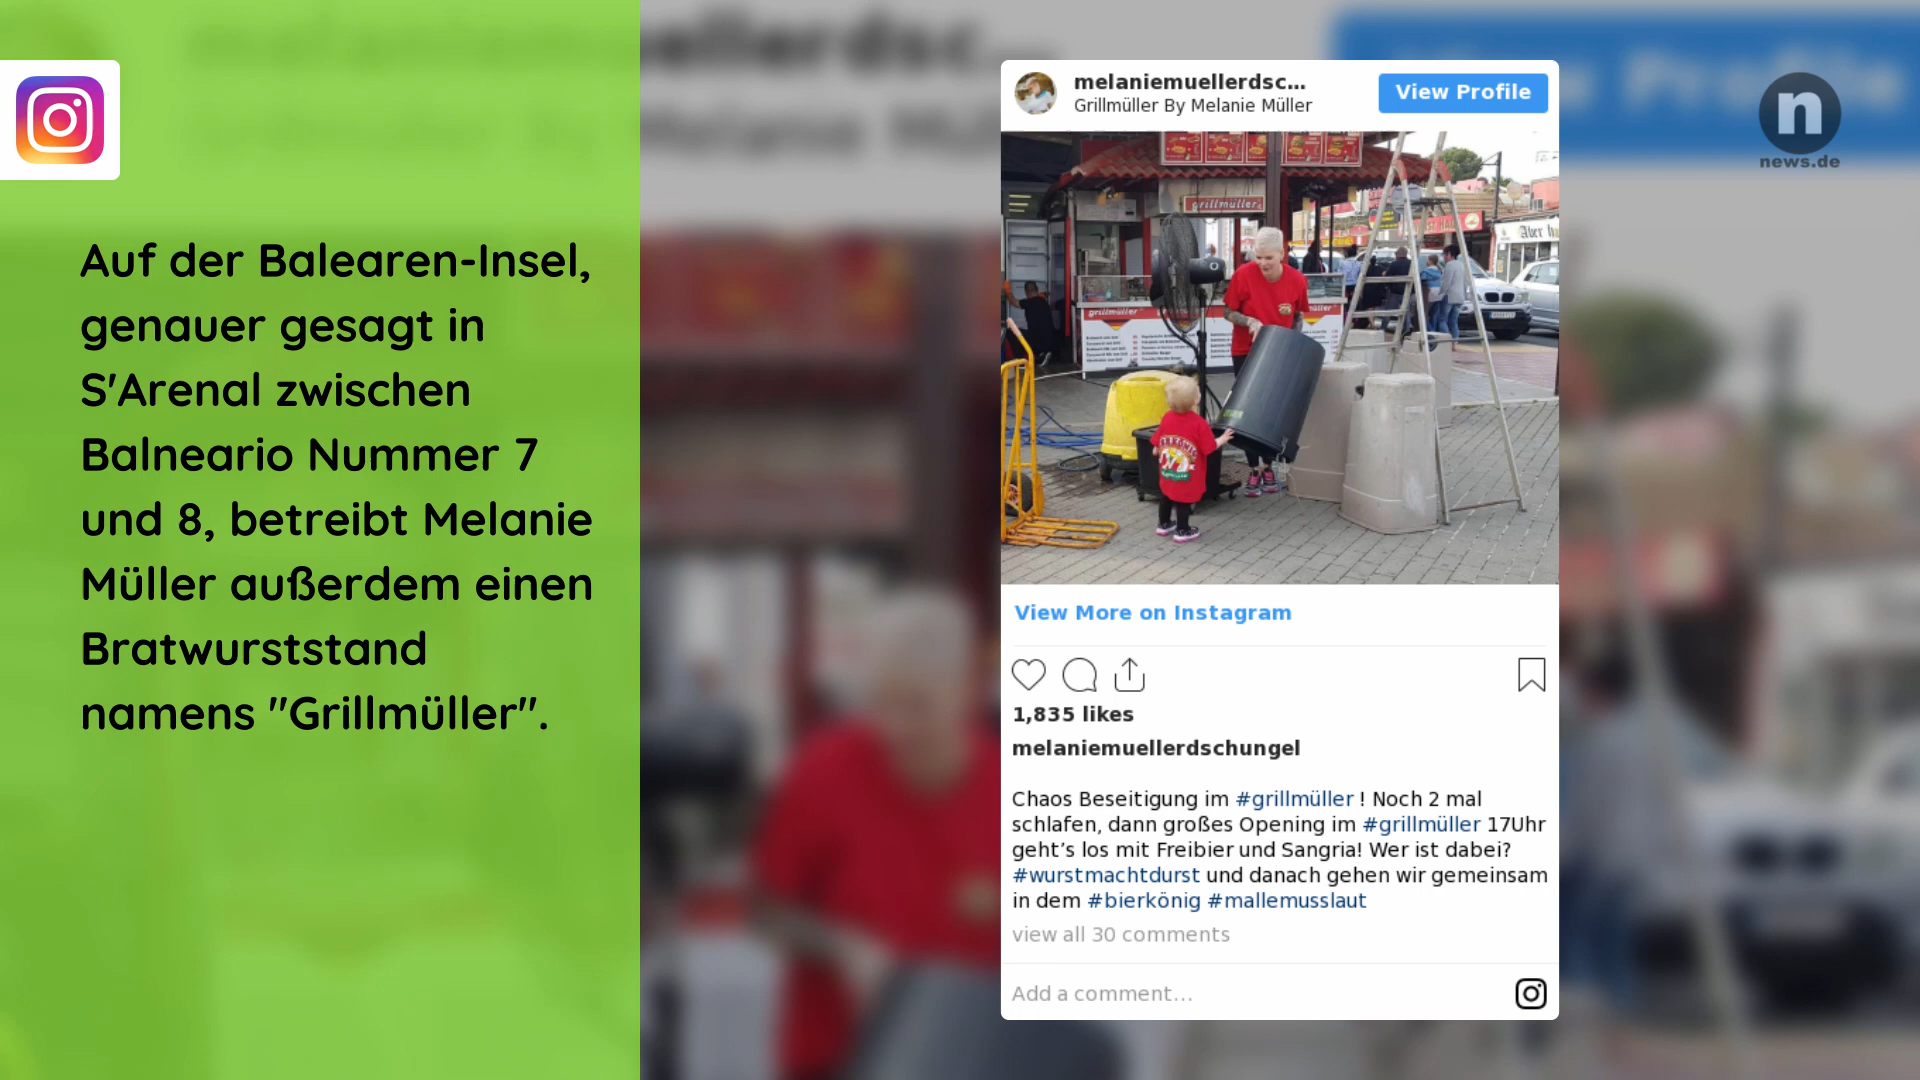 Auf der Balearen-Insel,
genauer gesagt in
S'Arenal zwischen
Balneario Nummer 7
und 8, betreibt Melanie
Müller außerdem einen
Bratwurststand
namens "Grillmüller".
melaniemuellerdsc...
Grillmüller By Melanie Müller
View Profile
n
news.de
grillmüller
grillmüller
müller
Aber
View More on Instagram
1,835 likes
melaniemuellerdschungel
Chaos Beseitigung im #grillmüller ! Noch 2 mal
schlafen, dann großes Opening im #grillmüller 17Uhr
geht’s los mit Freibier und Sangria! Wer ist dabei?
#wurstmachtdurst und danach gehen wir gemeinsam
in dem #bierkönig #mallemusslaut
view all 30 comments
Add a comment...